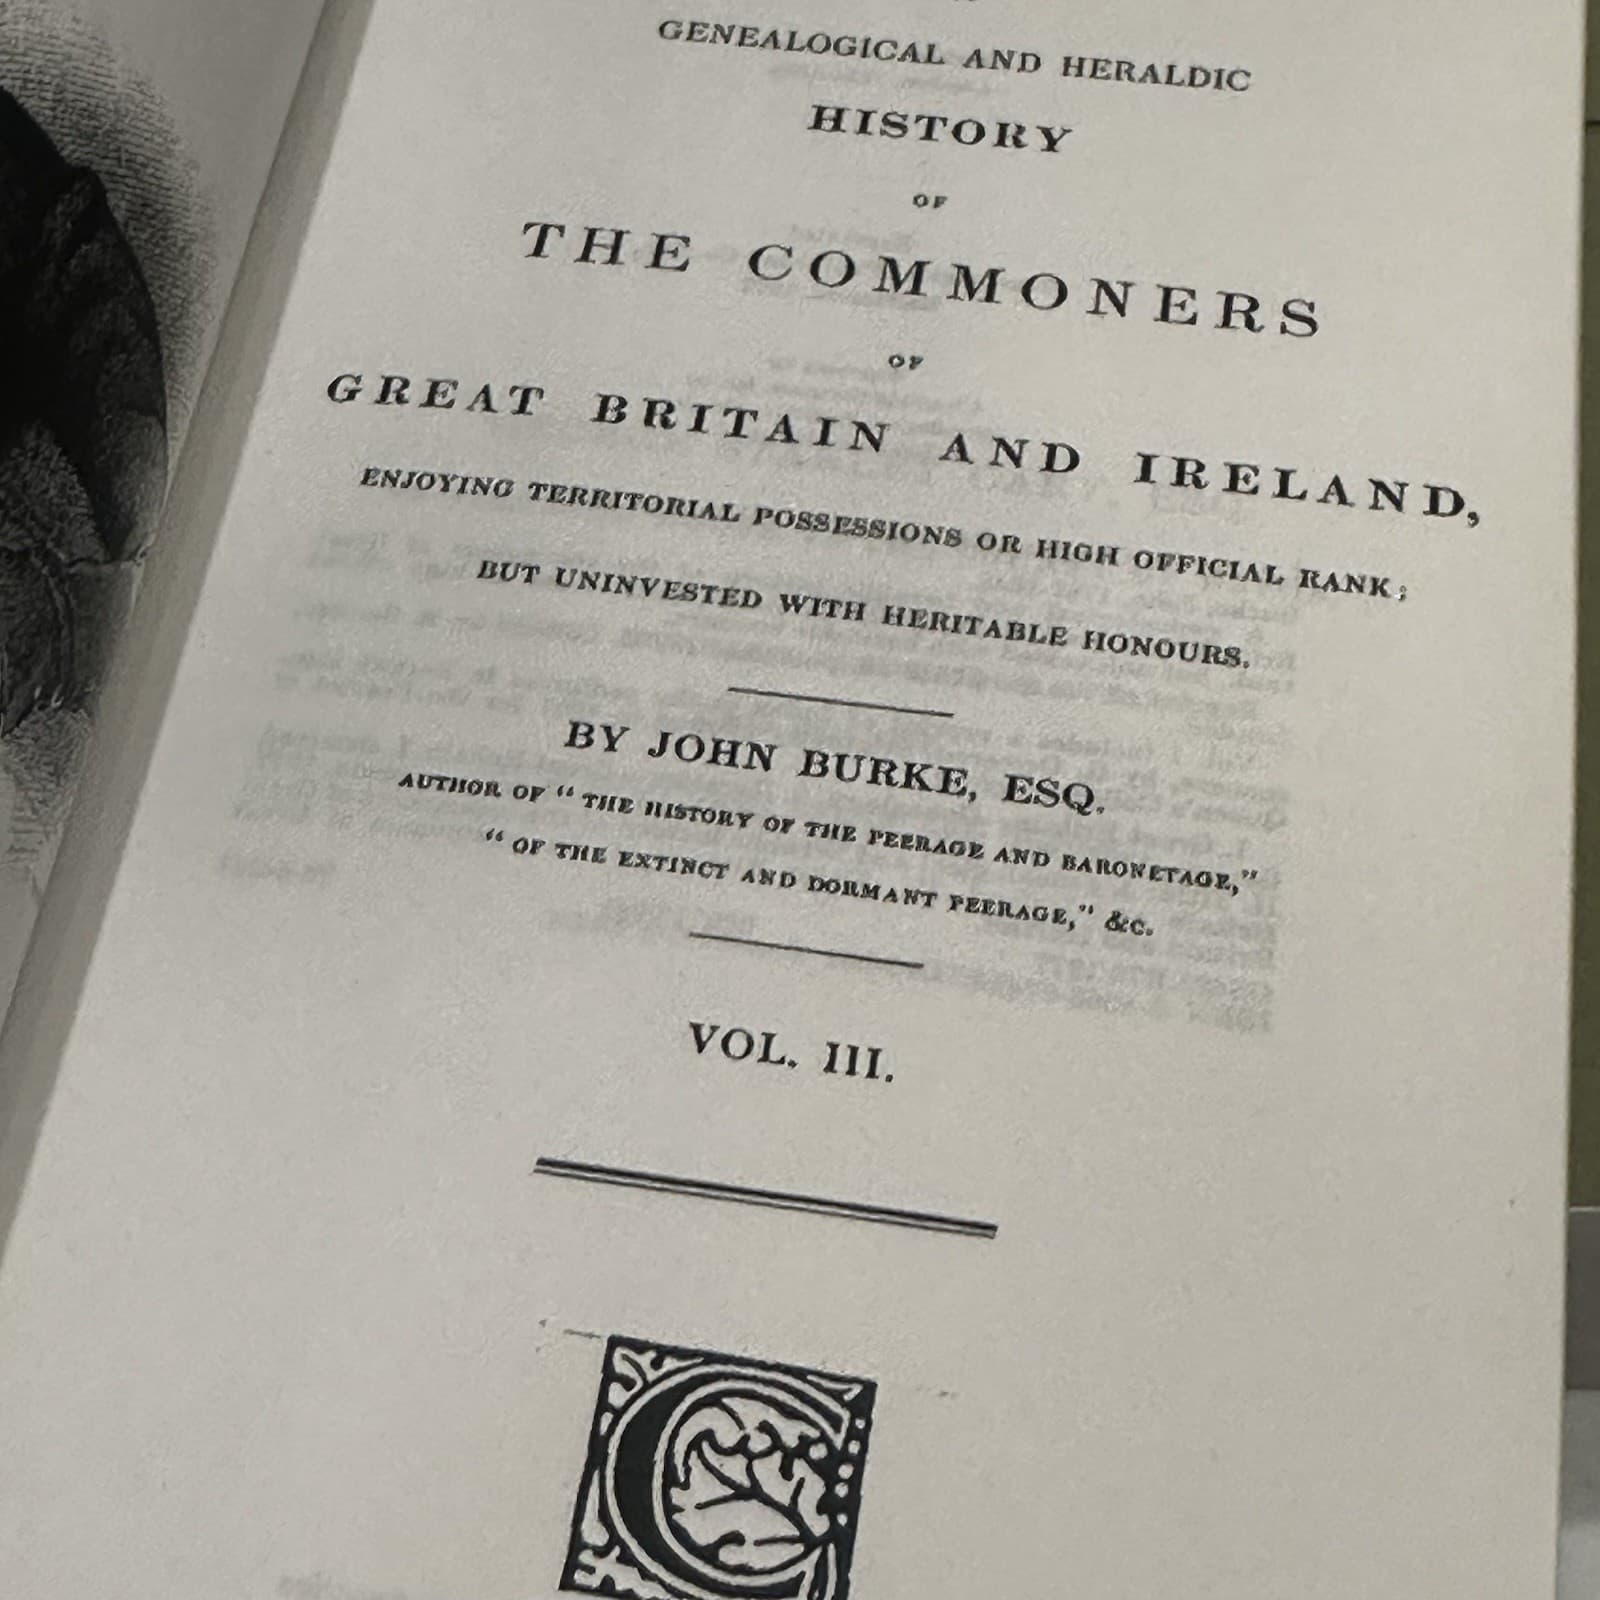 GENEALOGICAL AND HERALDIC
HISTORY
OF
THE COMMONERS
OF
GREAT BRITAIN AND IRELAND,
ENJOYING TERRITORIAL POSSESSIONS OR HIGH OFFICIAL RANK;
BUT UNINVESTED WITH HERITABLE HONOURS.
BY JOHN BURKE, ESQ.
AUTHOR OF “THE HISTORY OF THE PEERAGE AND BARONETAGE,”
“OF THE EXTINCT AND DORMANT PEERAGE,” &c.
VOL. III.
C